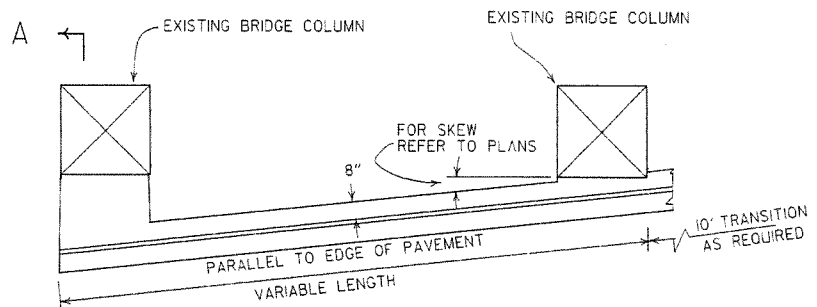 A
EXISTING BRIDGE COLUMN
EXISTING BRIDGE COLUMN
FOR SKEW
REFER TO PLANS
8"
PARALLEL TO EDGE OF PAVEMENT
VARIABLE LENGTH
10' TRANSITION
AS REQUIRED